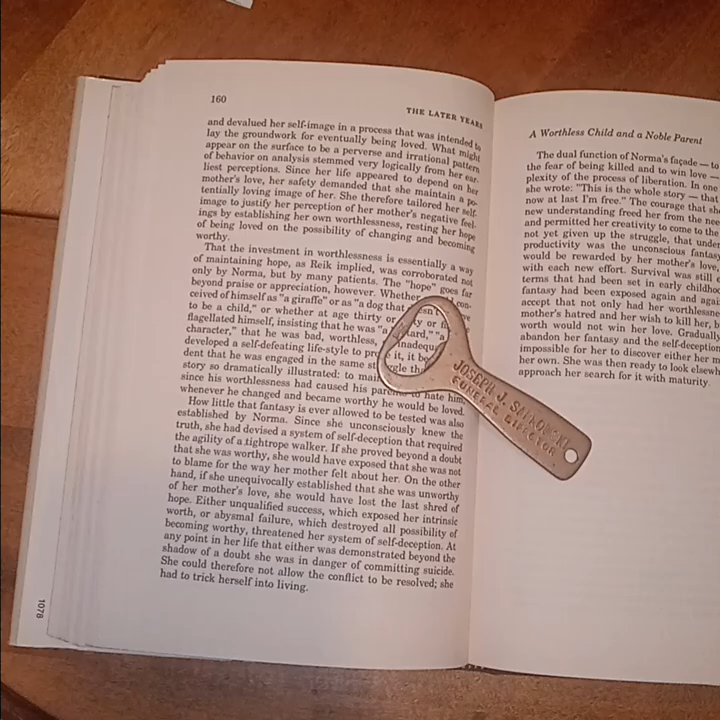 160
THE LATER YEARS
and devalued her self-image in a process that was intended to
lay the groundwork for eventually being loved. What might
appear on the surface to be a perverse and irrational pattern
of behavior on analysis stemmed very logically from her ear-
liest perceptions. Since her life appeared to depend on her
mother's love, her safety demanded that she maintain a po-
tentially loving image of her. She therefore tailored her self-
image to justify her perception of her mother's negative feel-
ings by establishing her own worthlessness, resting her hope
of being loved on the possibility of changing and becoming
worthy.
That the investment in worthlessness is essentially a way
of maintaining hope, as Reik implied, was corroborated not
only by Norma, but by many patients. The "hope" goes far
beyond praise or appreciation, however. Whether con-
ceived of himself as "a giraffe" or as "a dog that
to be a child," or whether at age thirty or or
flagellated himself, insisting that he was "a "a
character," that he was bad, worthless,
developed a self-defeating life-style to it, it
dent that he was engaged in the same
story so dramatically illustrated: to
since his worthlessness had caused his to hate him,
whenever he changed and became worthy he would be loved.
How little that fantasy is ever allowed to be tested was also
established by Norma. Since she unconsciously knew the
truth, she had devised a system of self-deception that required
the agility of a tightrope walker. If she proved beyond a doubt
that she was worthy, she would have exposed that she was not
to blame for the way her mother felt about her. On the other
hand, if she unequivocally established that she was unworthy
of her mother's love, she would have lost the last shred of
hope. Either unqualified success, which exposed her intrinsic
worth, or abysmal failure, which destroyed all possibility of
becoming worthy, threatened her system of self-deception. At
any point in her life that either was demonstrated beyond the
shadow of a doubt she was in danger of committing suicide.
She could therefore not allow the conflict to be resolved; she
had to trick herself into living.
1078
JOSEPH J.
FUNERAL DIRECTOR
A Worthless Child and a Noble Parent
The dual function of Norma's façade — to
the fear of being killed and to win love —
plexity of the process of liberation. In one
she wrote: "This is the whole story — that
now at last I'm free." The courage that she
new understanding freed her from the nee
and permitted her creativity to come to the
not yet given up the struggle, that under
productivity was the unconscious fantasy
would be rewarded by her mother's love,
with each new effort. Survival was still
terms that had been set in early childhoo
fantasy had been exposed again and agai
accept that not only had her worthlessne
mother's hatred and her wish to kill her, b
worth would not win her love. Gradually
abandon her fantasy and the self-deception
impossible for her to discover either her m
her own. She was then ready to look elsewh
approach her search for it with maturity.